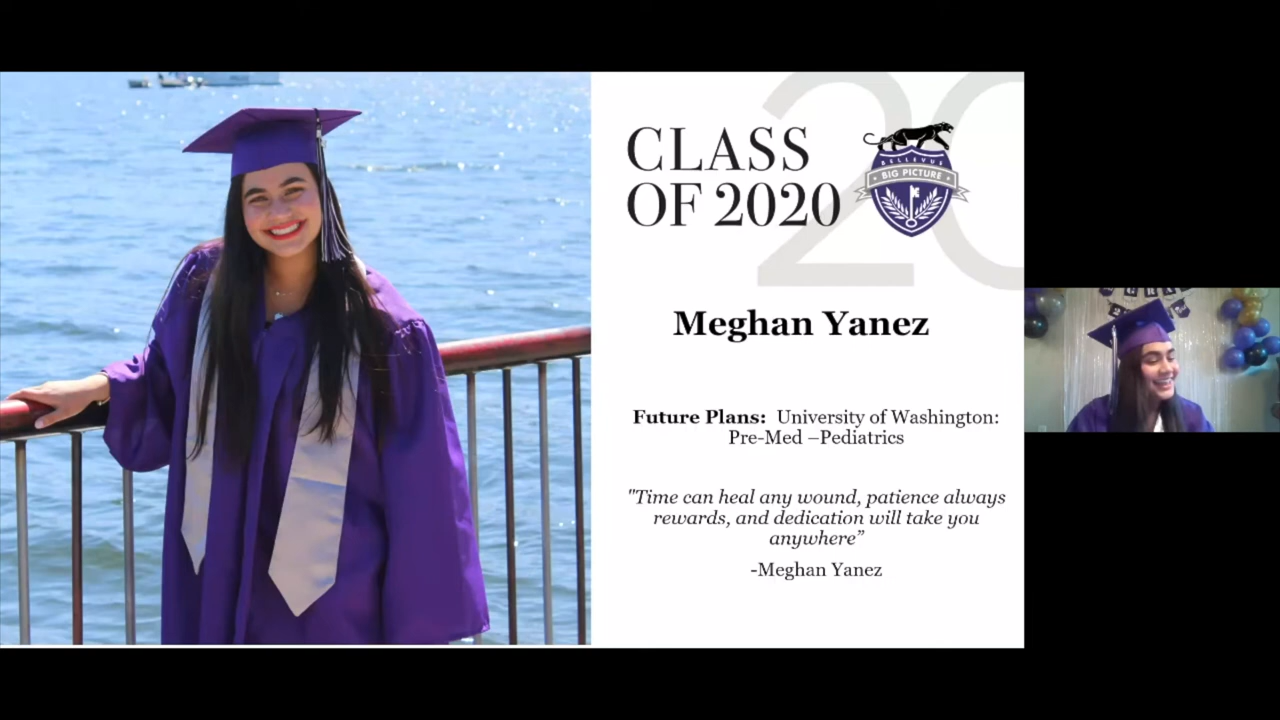 20
CLASS
OF 2020
BELLEVUE
BIG PICTURE
Meghan Yanez
Future Plans: University of Washington:
Pre-Med –Pediatrics
"Time can heal any wound, patience always
rewards, and dedication will take you
anywhere”
-Meghan Yanez